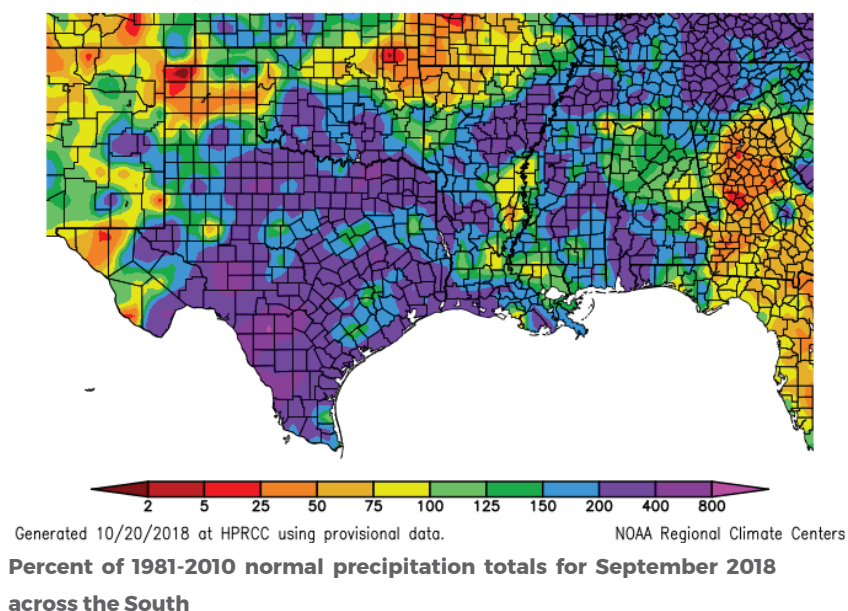 2 5 25 50 75 100 125 150 200 400 800
Generated 10/20/2018 at HPRCC using provisional data. NOAA Regional Climate Centers
Percent of 1981-2010 normal precipitation totals for September 2018
across the South